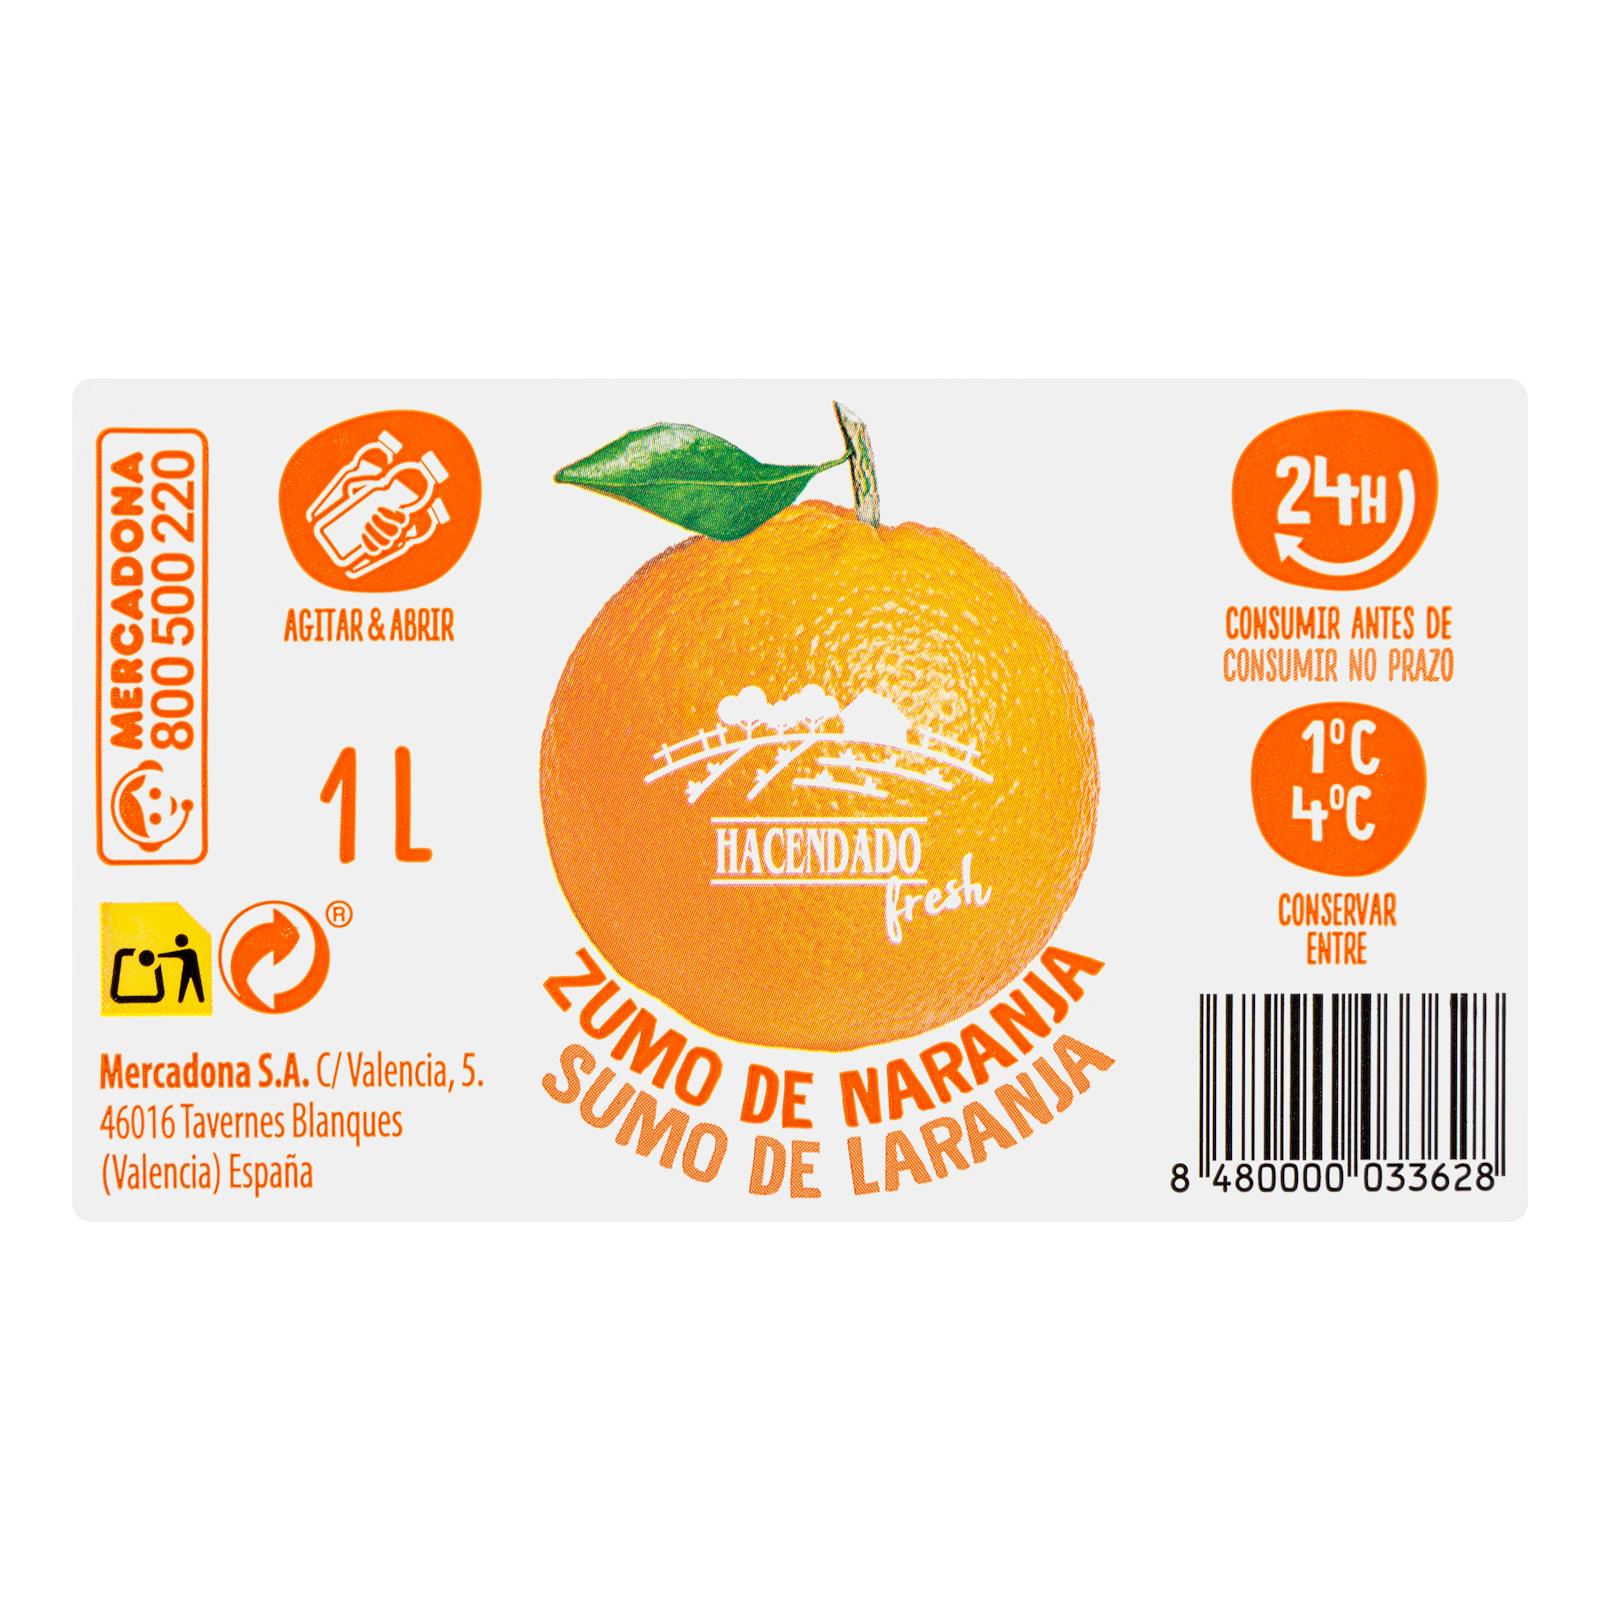 MERCADONA
800 500 220
AGITAR & ABRIR
1 L
®
Mercadona S.A. C/ Valencia, 5.
46016 Tavernes Blanques
(Valencia) España
HACENDADO
fresh
ZUMO DE NARANJA
SUMO DE LARANJA
24H
CONSUMIR ANTES DE
CONSUMIR NO PRAZO
1ºC
4ºC
CONSERVAR
ENTRE
8 480000 033628